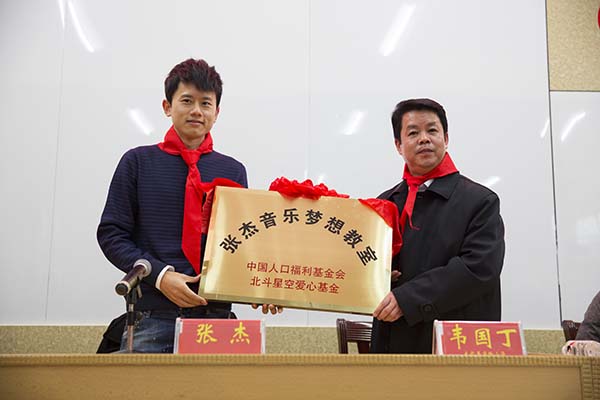 张杰音乐梦想教室
中国人口福利基金会
北斗星空爱心基金
张杰
韦国丁